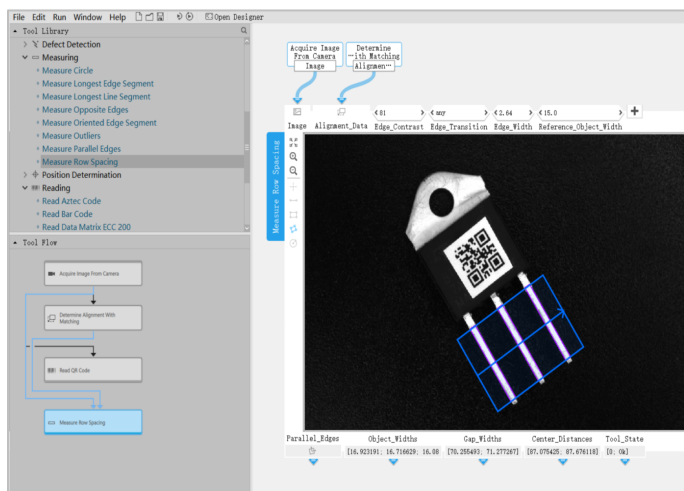 File Edit Run Window Help
Open Designer
Tool Library
Defect Detection
Measuring
Measure Circle
Measure Longest Edge Segment
Measure Longest Line Segment
Measure Opposite Edges
Measure Oriented Edge Segment
Measure Outliers
Measure Parallel Edges
Measure Row Spacing
Position Determination
Reading
Read Aztec Code
Read Bar Code
Read Data Matrix ECC 200
Tool Flow
Acquire Image From Camera
Determine Alignment With
Matching
Read QR Code
Measure Row Spacing
Acquire Image
From Camera
Image
Determine
⋯ith Matching
Alignmen⋯
81
any
2.64
15.0
Image Alignment_Data Edge_Contrast Edge_Transition Edge_Width Reference_Object_Width
Measure Row Spacing
Parallel_Edges Object_Widths Gap_Widths Center_Distances Tool_State
[16.923191; 16.716629; 16.08 [70.255493; 71.277267] [87.075425; 87.676118] [0; Ok]